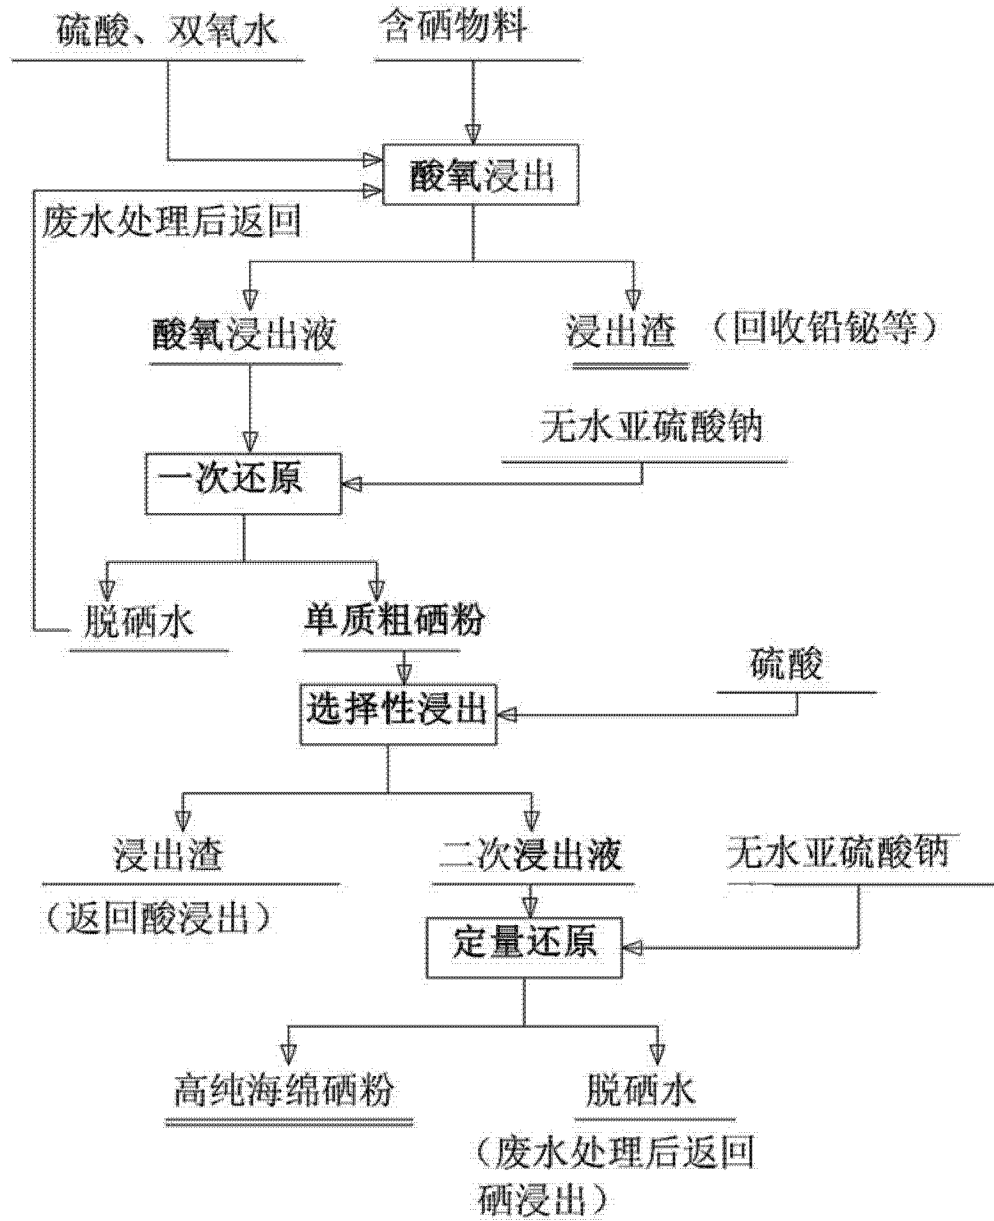 硫酸、双氧水
含硒物料
酸氧浸出
废水处理后返回
酸氧浸出液
浸出渣
（回收铅铋等）
无水亚硫酸钠
一次还原
脱硒水
单质粗硒粉
硫酸
选择性浸出
浸出渣
（返回酸浸出）
二次浸出液
无水亚硫酸钠
定量还原
高纯海绵硒粉
脱硒水
（废水处理后返回
硒浸出）